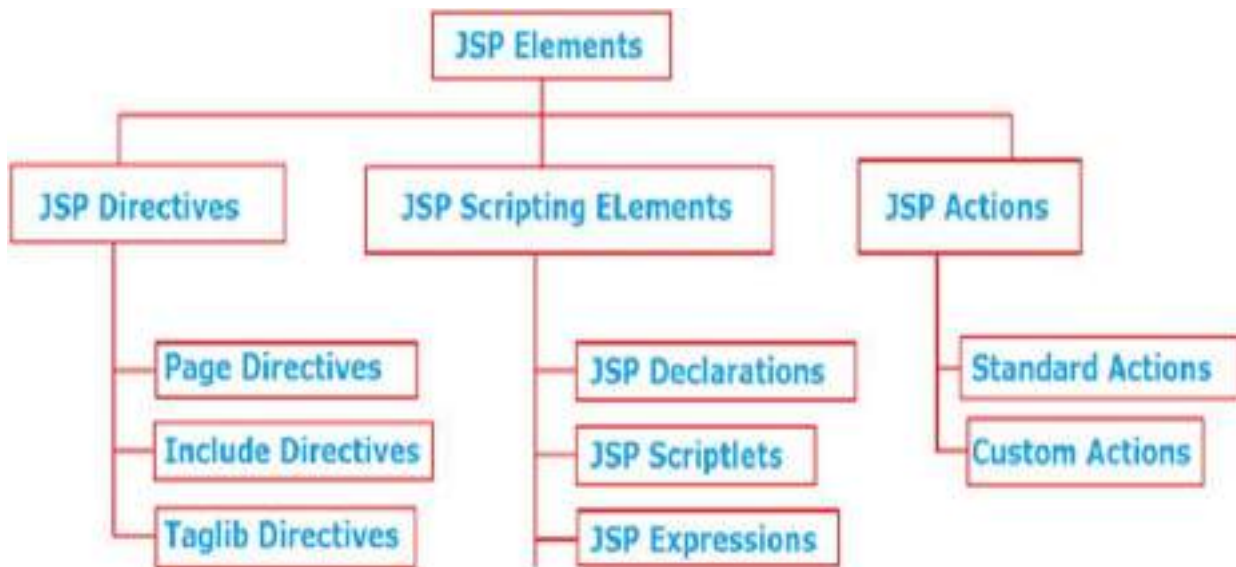 JSP Elements
JSP Directives
JSP Scripting ELements
JSP Actions
Page Directives
Include Directives
Taglib Directives
JSP Declarations
JSP Scriptlets
JSP Expressions
Standard Actions
Custom Actions